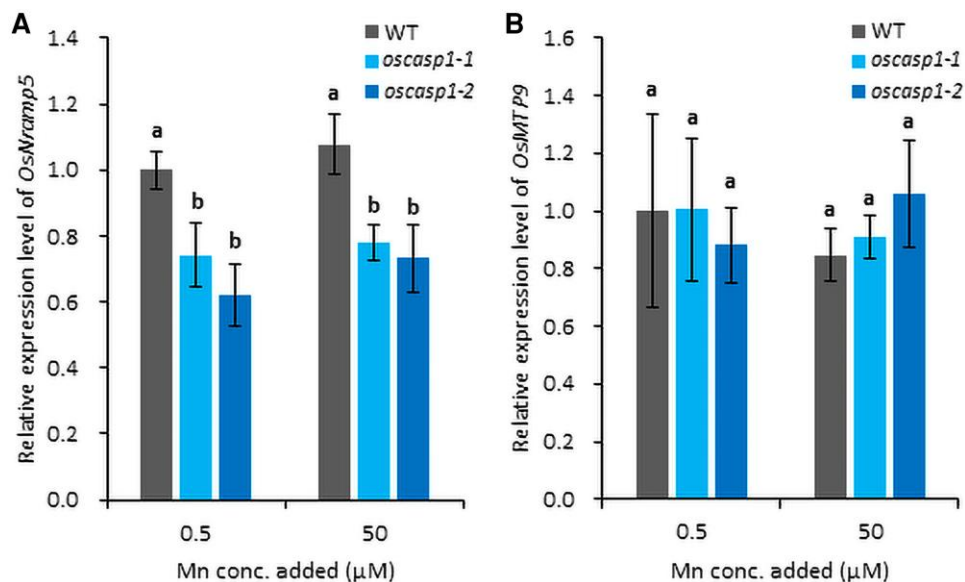 A
Relative expression level of OsNramp5
1.4
1.2
1.0
0.8
0.6
0.4
0.2
0.0
WT
oscasp1-1
oscasp1-2
a
b
b
a
b
b
0.5
50
Mn conc. added (µM)
B
Relative expression level of OsMTP9
1.6
1.4
1.2
1.0
0.8
0.6
0.4
0.2
0.0
WT
oscasp1-1
oscasp1-2
a
a
a
a
a
a
0.5
50
Mn conc. added (µM)